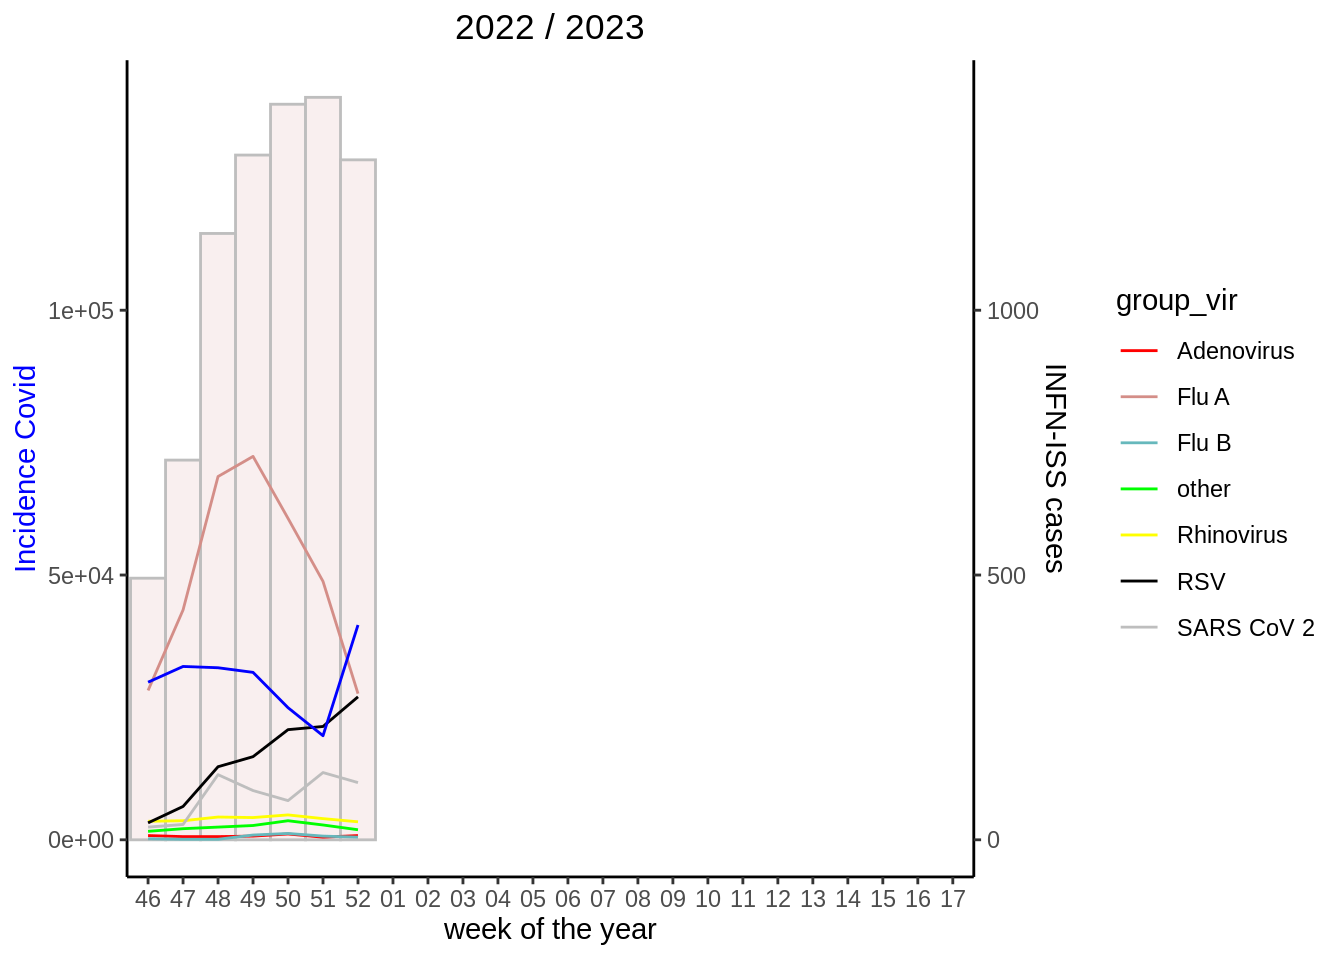 2022 / 2023
1e+05
5e+04
0e+00
Incidence Covid
1000
500
0
INFN-ISS cases
46 47 48 49 50 51 52 01 02 03 04 05 06 07 08 09 10 11 12 13 14 15 16 17
week of the year
group_vir
Adenovirus
Flu A
Flu B
other
Rhinovirus
RSV
SARS CoV 2